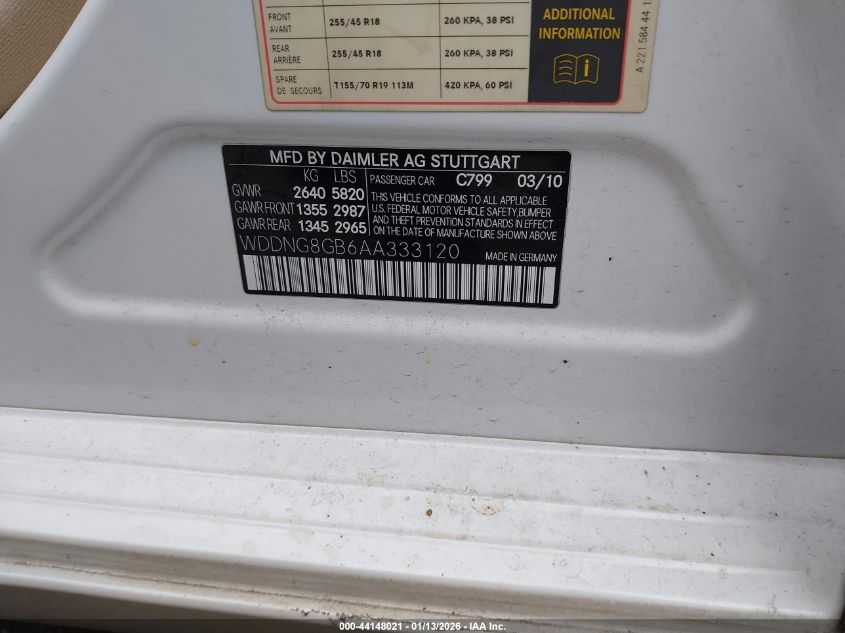 FRONT
AVANT
255/45 R18
260 KPA, 38 PSI
REAR
ARRIÈRE
255/45 R18
260 KPA, 38 PSI
SPARE
DE SECOURS
T155/70 R19 113M
420 KPA, 60 PSI
ADDITIONAL
INFORMATION
A 221 584 44 1
MFD BY DAIMLER AG STUTTGART
KG LBS
GVWR 2640 5820
GAWR FRONT 1355 2987
GAWR REAR 1345 2965
PASSENGER CAR C799 03/10
THIS VEHICLE CONFORMS TO ALL APPLICABLE
U.S. FEDERAL MOTOR VEHICLE SAFETY,BUMPER
AND THEFT PREVENTION STANDARDS IN EFFECT
ON THE DATE OF MANUFACTURE SHOWN ABOVE.
WDDNG8GB6AA333120
MADE IN GERMANY
000-44148021 - 01/13/2026 - IAA Inc.